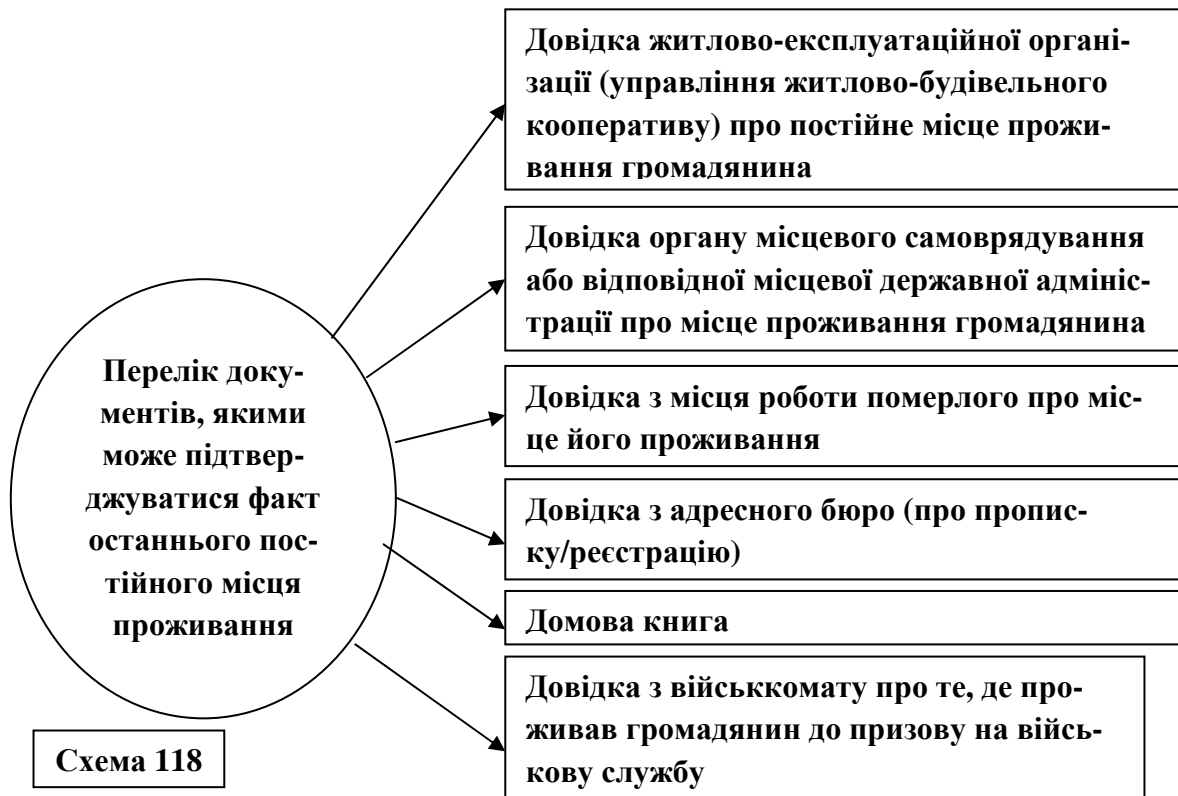 Перелік доку-
ментів, якими
може підтвер-
джуватися факт
останнього пос-
тійного місця
проживання
Довідка житлово-експлуатаційної органі-
зації (управління житлово-будівельного
кооперативу) про постійне місце прожи-
вання громадянина
Довідка органу місцевого самоврядування
або відповідної місцевої державної адмініс-
трації про місце проживання громадянина
Довідка з місця роботи померлого про міс-
це його проживання
Довідка з адресного бюро (про пропис-
ку/реєстрацію)
Домова книга
Довідка з військкомату про те, де про-
живав громадянин до призову на війсь-
кову службу
Схема 118